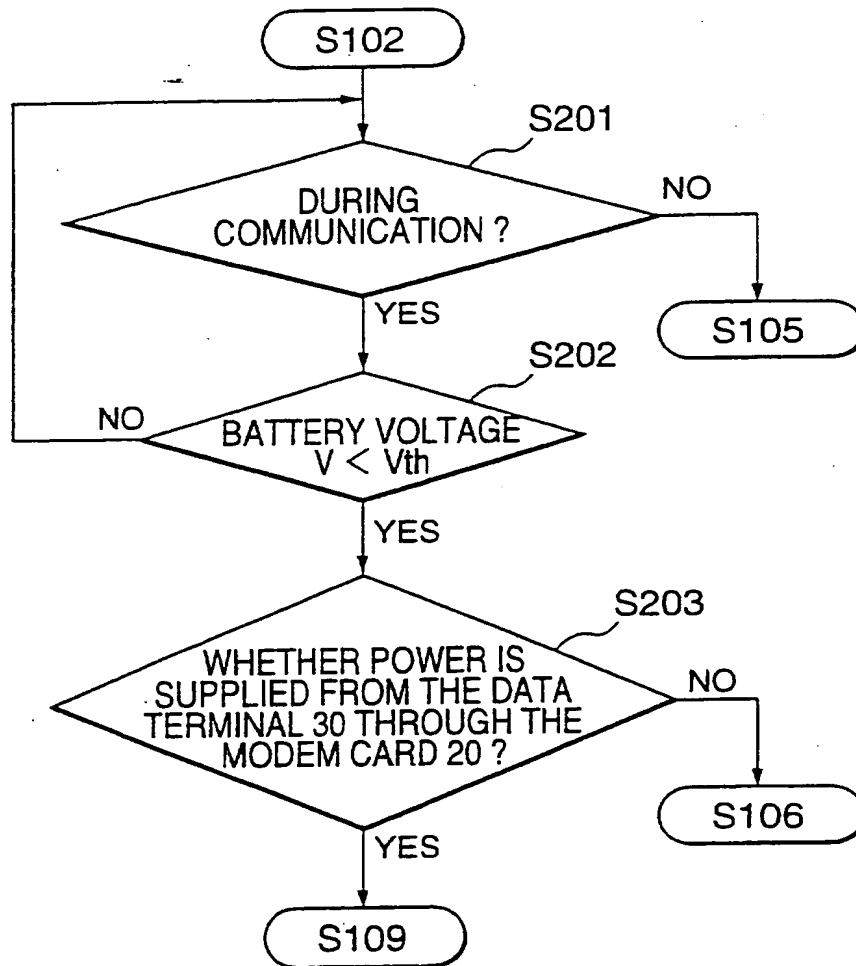 S102
S201
DURING
COMMUNICATION ?
NO
YES
S105
S202
NO
BATTERY VOLTAGE
V < Vth
YES
S203
WHETHER POWER IS
SUPPLIED FROM THE DATA
TERMINAL 30 THROUGH THE
MODEM CARD 20 ?
NO
S106
YES
S109